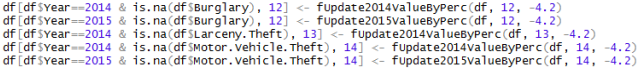 df[df$Year==2014 & is.na(df$Burglary), 12] <- fUpdate2014ValueByPerc(df, 12, -4.2)
df[df$Year==2015 & is.na(df$Burglary), 12] <- fUpdate2015ValueByPerc(df, 12, -4.2)
df[df$Year==2014 & is.na(df$Larceny.Theft), 13] <- fUpdate2014ValueByPerc(df, 13, -4.2)
df[df$Year==2014 & is.na(df$Motor.Vehicle.Theft), 14] <- fUpdate2014ValueByPerc(df, 14, -4.2)
df[df$Year==2015 & is.na(df$Motor.Vehicle.Theft), 14] <- fUpdate2015ValueByPerc(df, 14, -4.2)